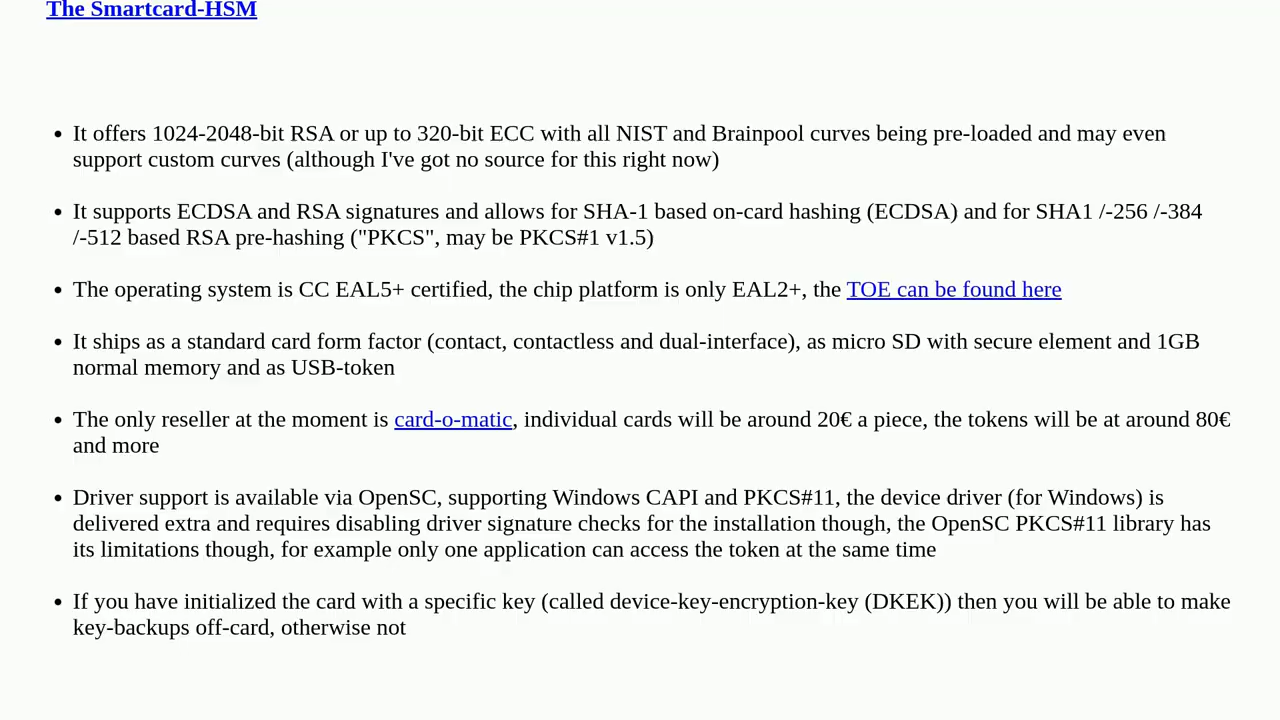 The Smartcard-HSM
• It offers 1024-2048-bit RSA or up to 320-bit ECC with all NIST and Brainpool curves being pre-loaded and may even
support custom curves (although I've got no source for this right now)
• It supports ECDSA and RSA signatures and allows for SHA-1 based on-card hashing (ECDSA) and for SHA1 /-256 /-384
/-512 based RSA pre-hashing ("PKCS", may be PKCS#1 v1.5)
• The operating system is CC EAL5+ certified, the chip platform is only EAL2+, the TOE can be found here
• It ships as a standard card form factor (contact, contactless and dual-interface), as micro SD with secure element and 1GB
normal memory and as USB-token
• The only reseller at the moment is card-o-matic, individual cards will be around 20€ a piece, the tokens will be at around 80€
and more
• Driver support is available via OpenSC, supporting Windows CAPI and PKCS#11, the device driver (for Windows) is
delivered extra and requires disabling driver signature checks for the installation though, the OpenSC PKCS#11 library has
its limitations though, for example only one application can access the token at the same time
• If you have initialized the card with a specific key (called device-key-encryption-key (DKEK)) then you will be able to make
key-backups off-card, otherwise not